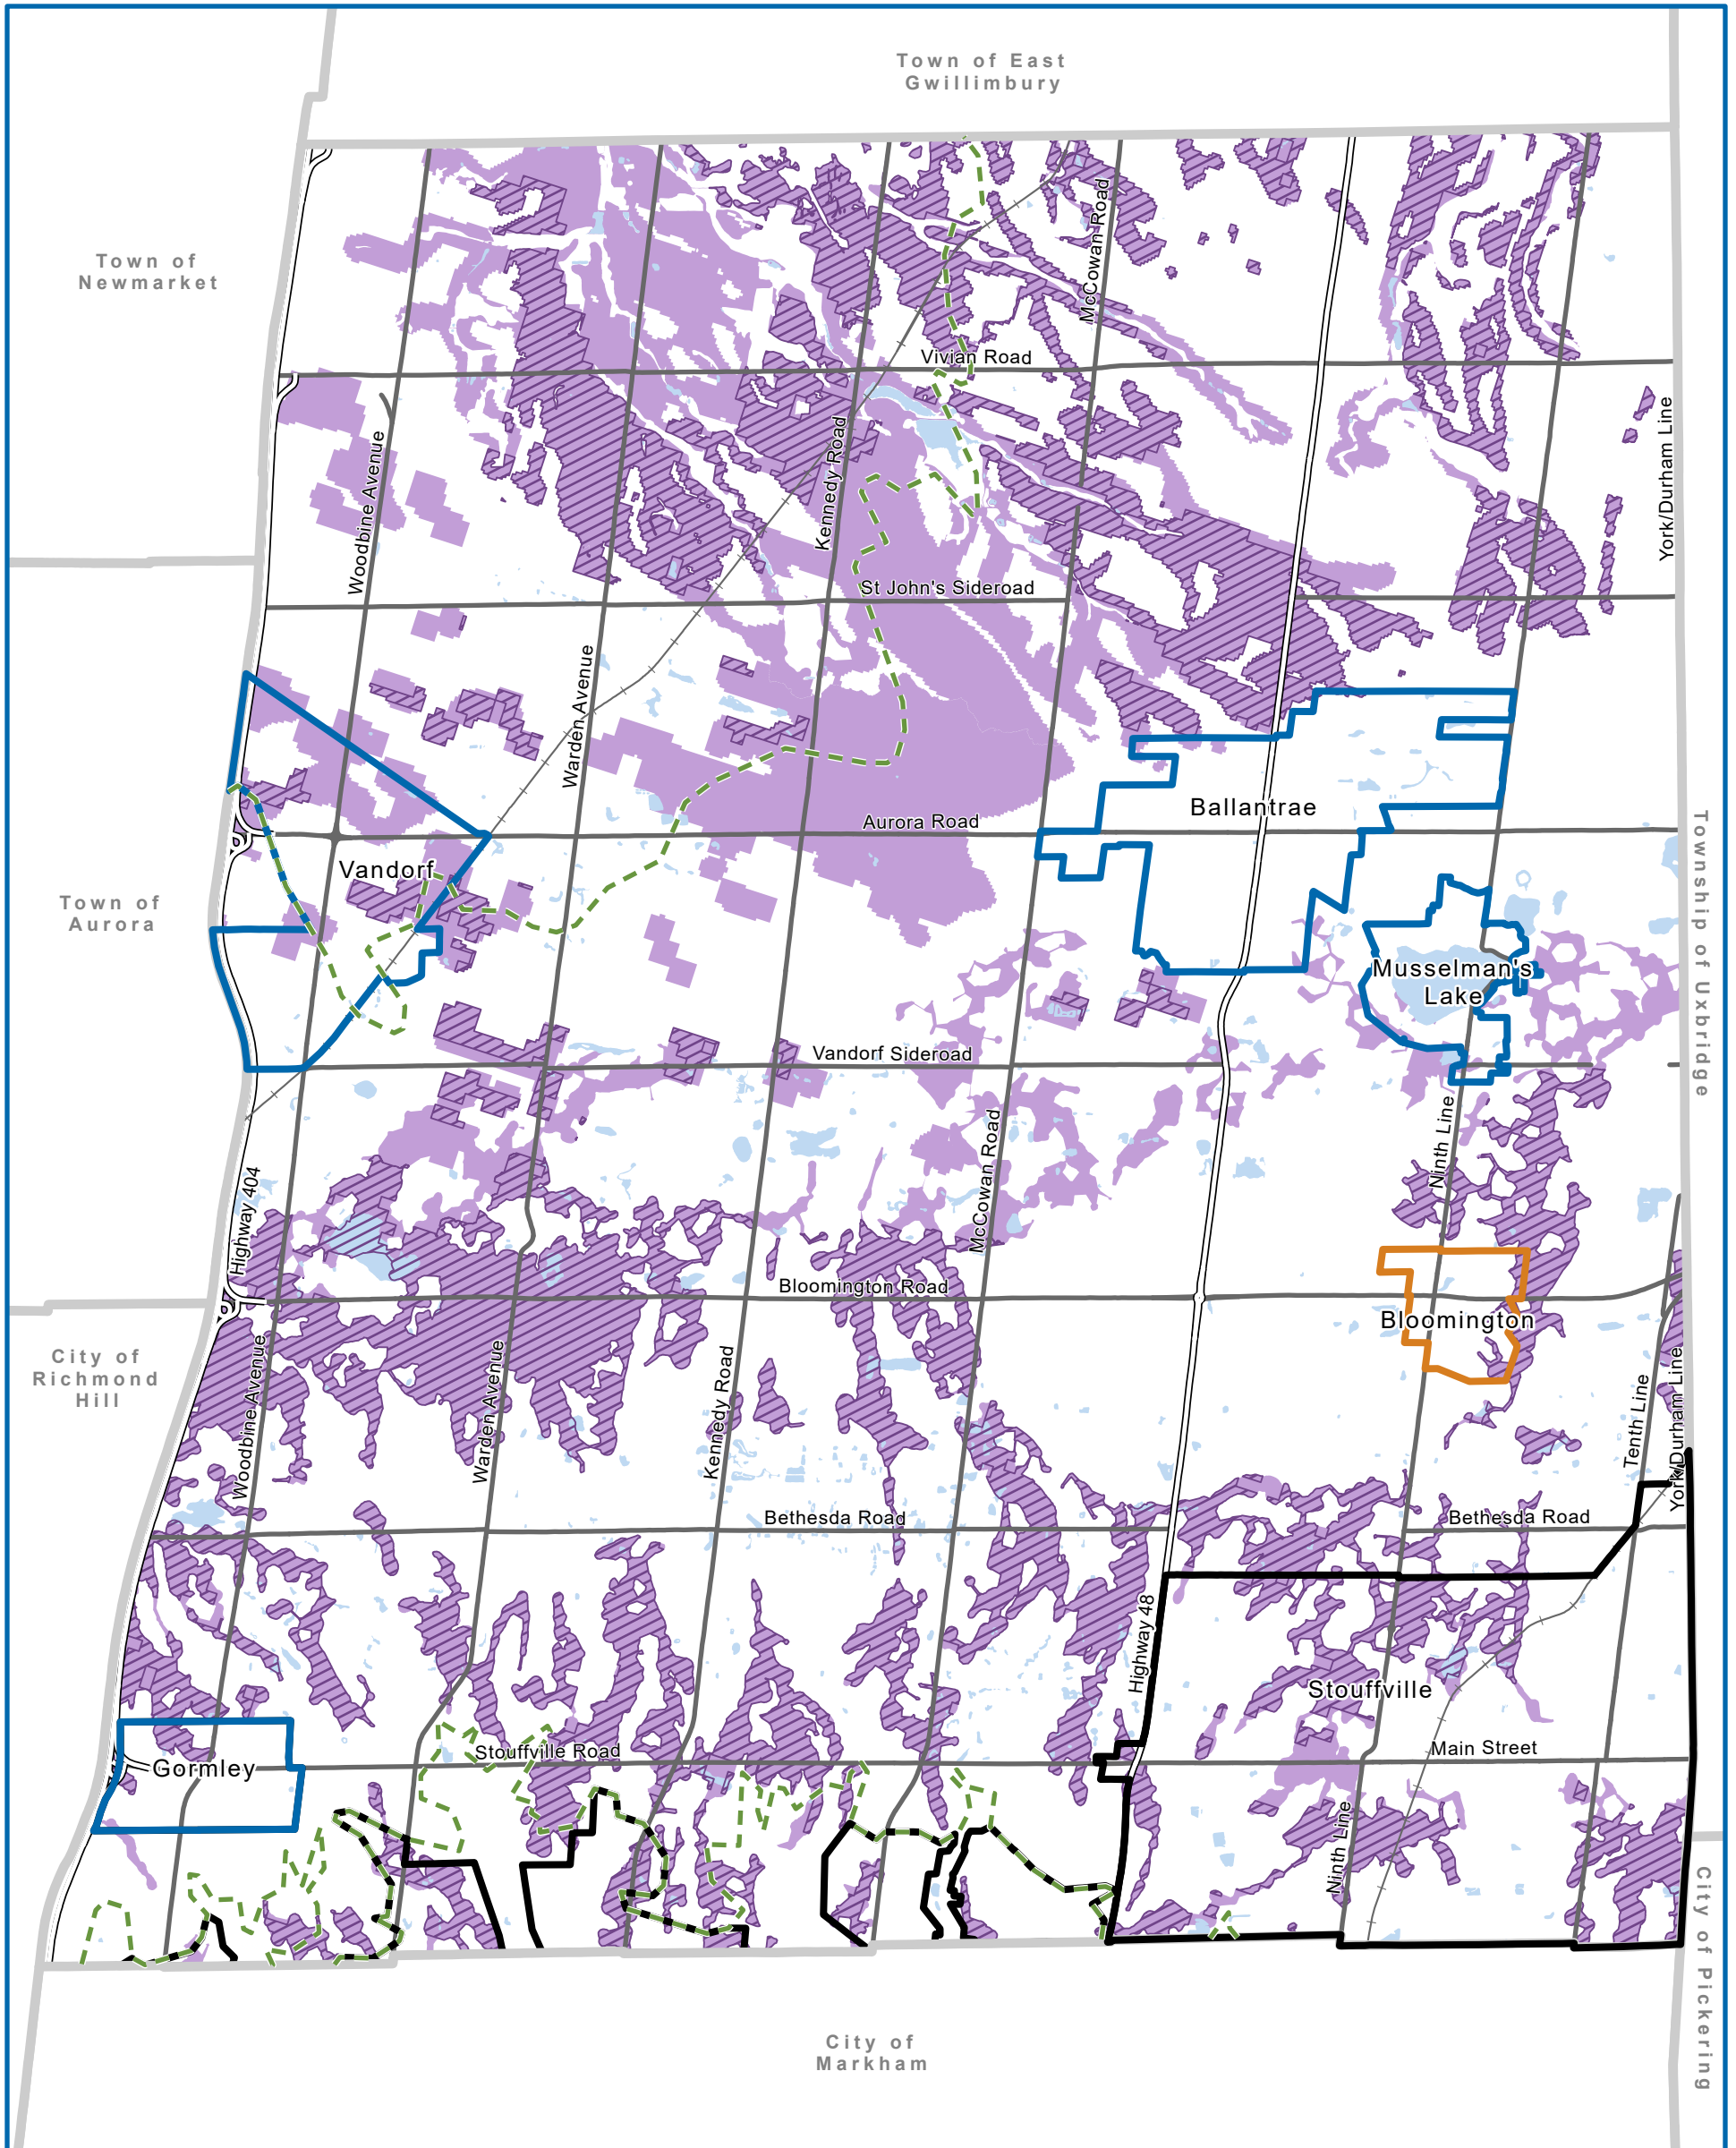 Town of East
Gwillimbury
Town of
Newmarket
McCowan Road
Vivian Road
Woodbine Avenue
Kennedy Road
York/Durham Line
St John's Sideroad
Warden Avenue
Ballantrae
Aurora Road
Vandorf
Town of
Aurora
Township of Uxbridge
Musselman's
Lake
Vandorf Sideroad
McCowan Road
Ninth Line
Highway 404
Bloomington Road
Bloomington
City of
Richmond
Hill
Woodbine Avenue
Warden Avenue
Kennedy Road
Tenth Line
York/Durham Line
Bethesda Road
Bethesda Road
Highway 48
Stouffville
Stouffville Road
Main Street
Gormley
Ninth Line
City of Pickering
City of
Markham